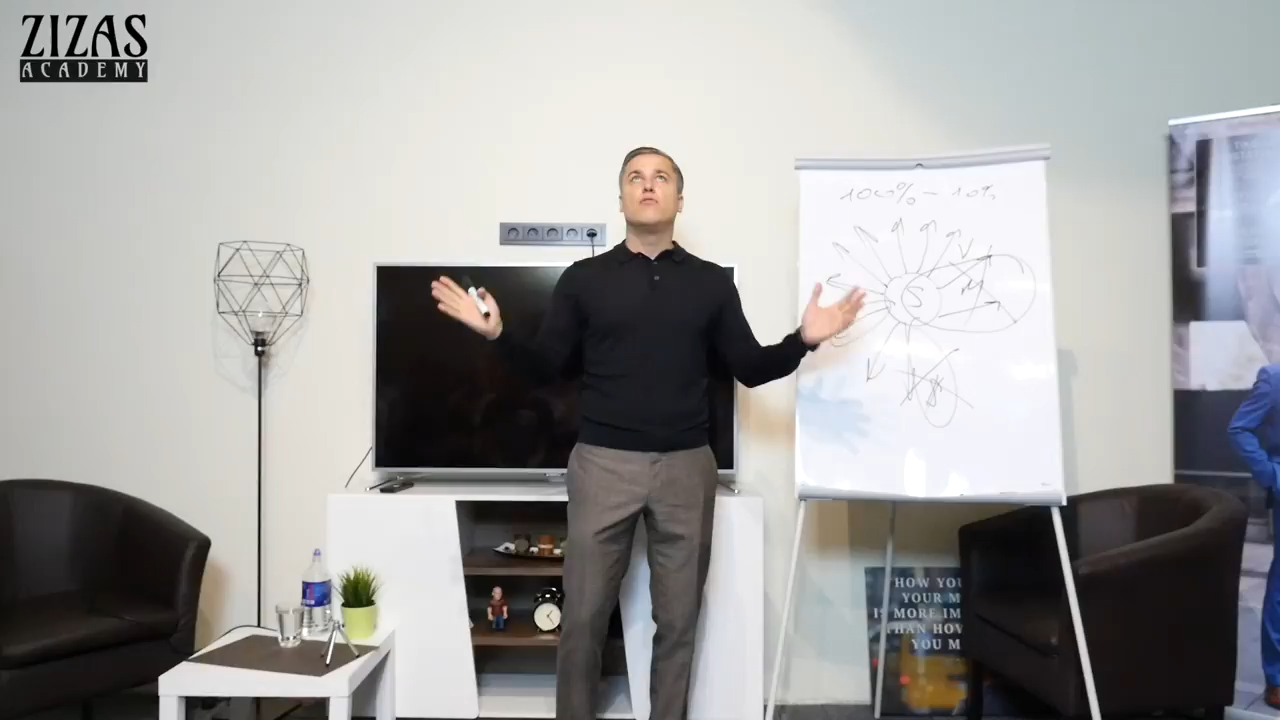 ZIZAS
ACADEMY
100% - 10%
S
HOW YOU
YOUR M
IS MORE IM
THAN HOW
YOU M